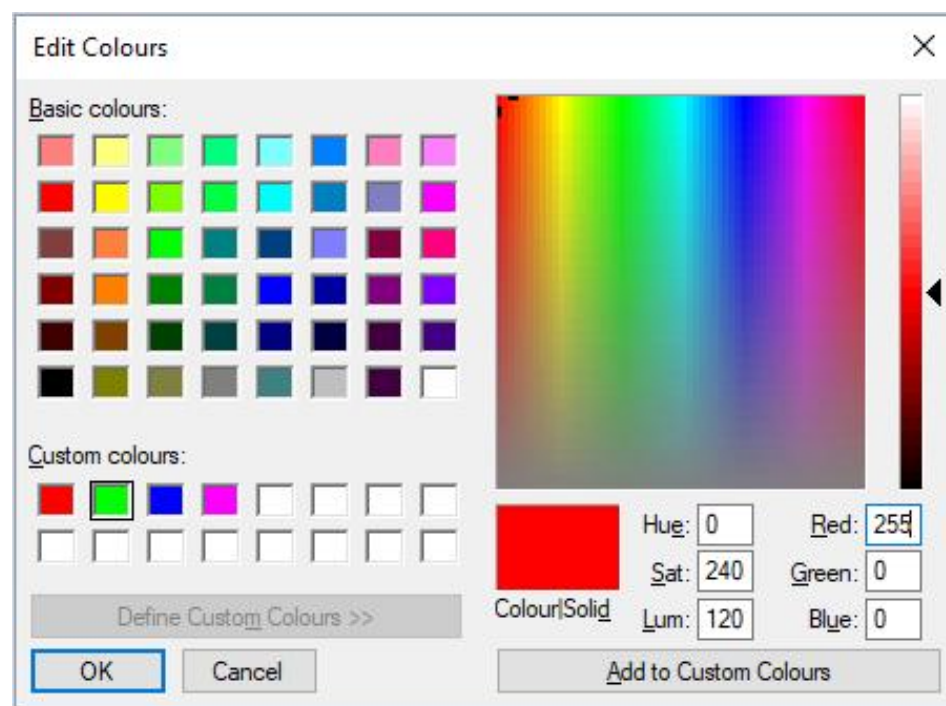 Edit Colours
Basic colours:
Custom colours:
Define Custom Colours >>
OK
Cancel
Colour|Solid
Hue: 0
Sat: 240
Lum: 120
Red: 255
Green: 0
Blue: 0
Add to Custom Colours